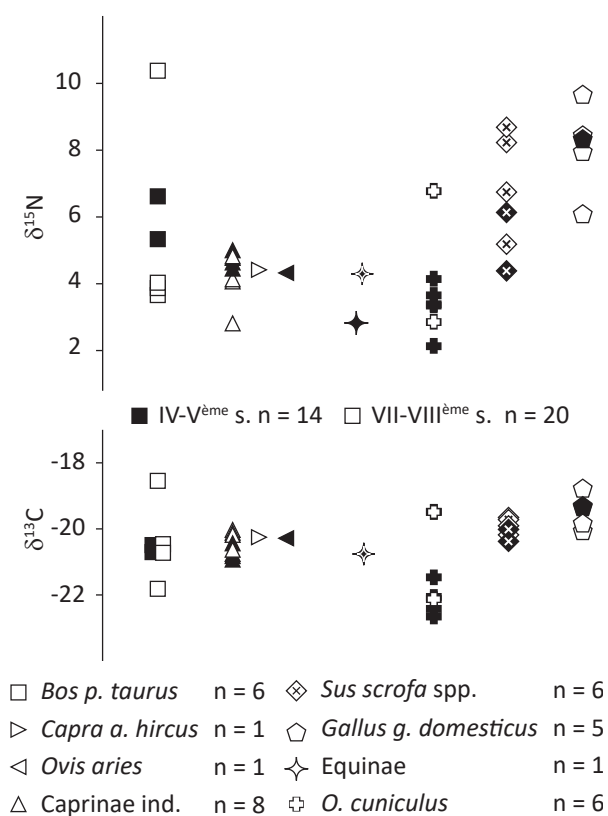 10
8
δ¹⁵N
6
4
2
■ IV-Vème s. n = 14 □ VII-VIIIème s. n = 20
-18
δ¹³C
-20
-22
Bos p. taurus n = 6 Sus scrofa spp. n = 6
Capra a. hircus n = 1 Gallus g. domesticus n = 5
Ovis aries n = 1 Equinae n = 1
Caprinae ind. n = 8 O. cuniculus n = 6